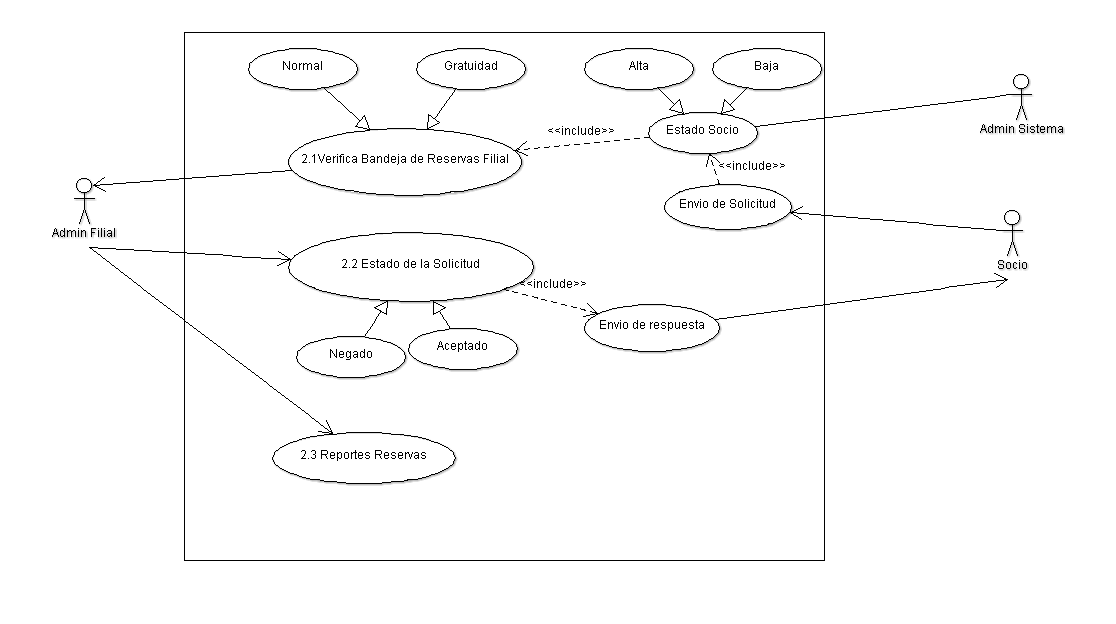 Normal
Gratuidad
Alta
Baja
Estado Socio
<<include>>
Admin Sistema
2.1Verifica Bandeja de Reservas Filial
<<include>>
Envio de Solicitud
Admin Filial
Socio
2.2 Estado de la Solicitud
<<include>>
Envio de respuesta
Negado
Aceptado
2.3 Reportes Reservas